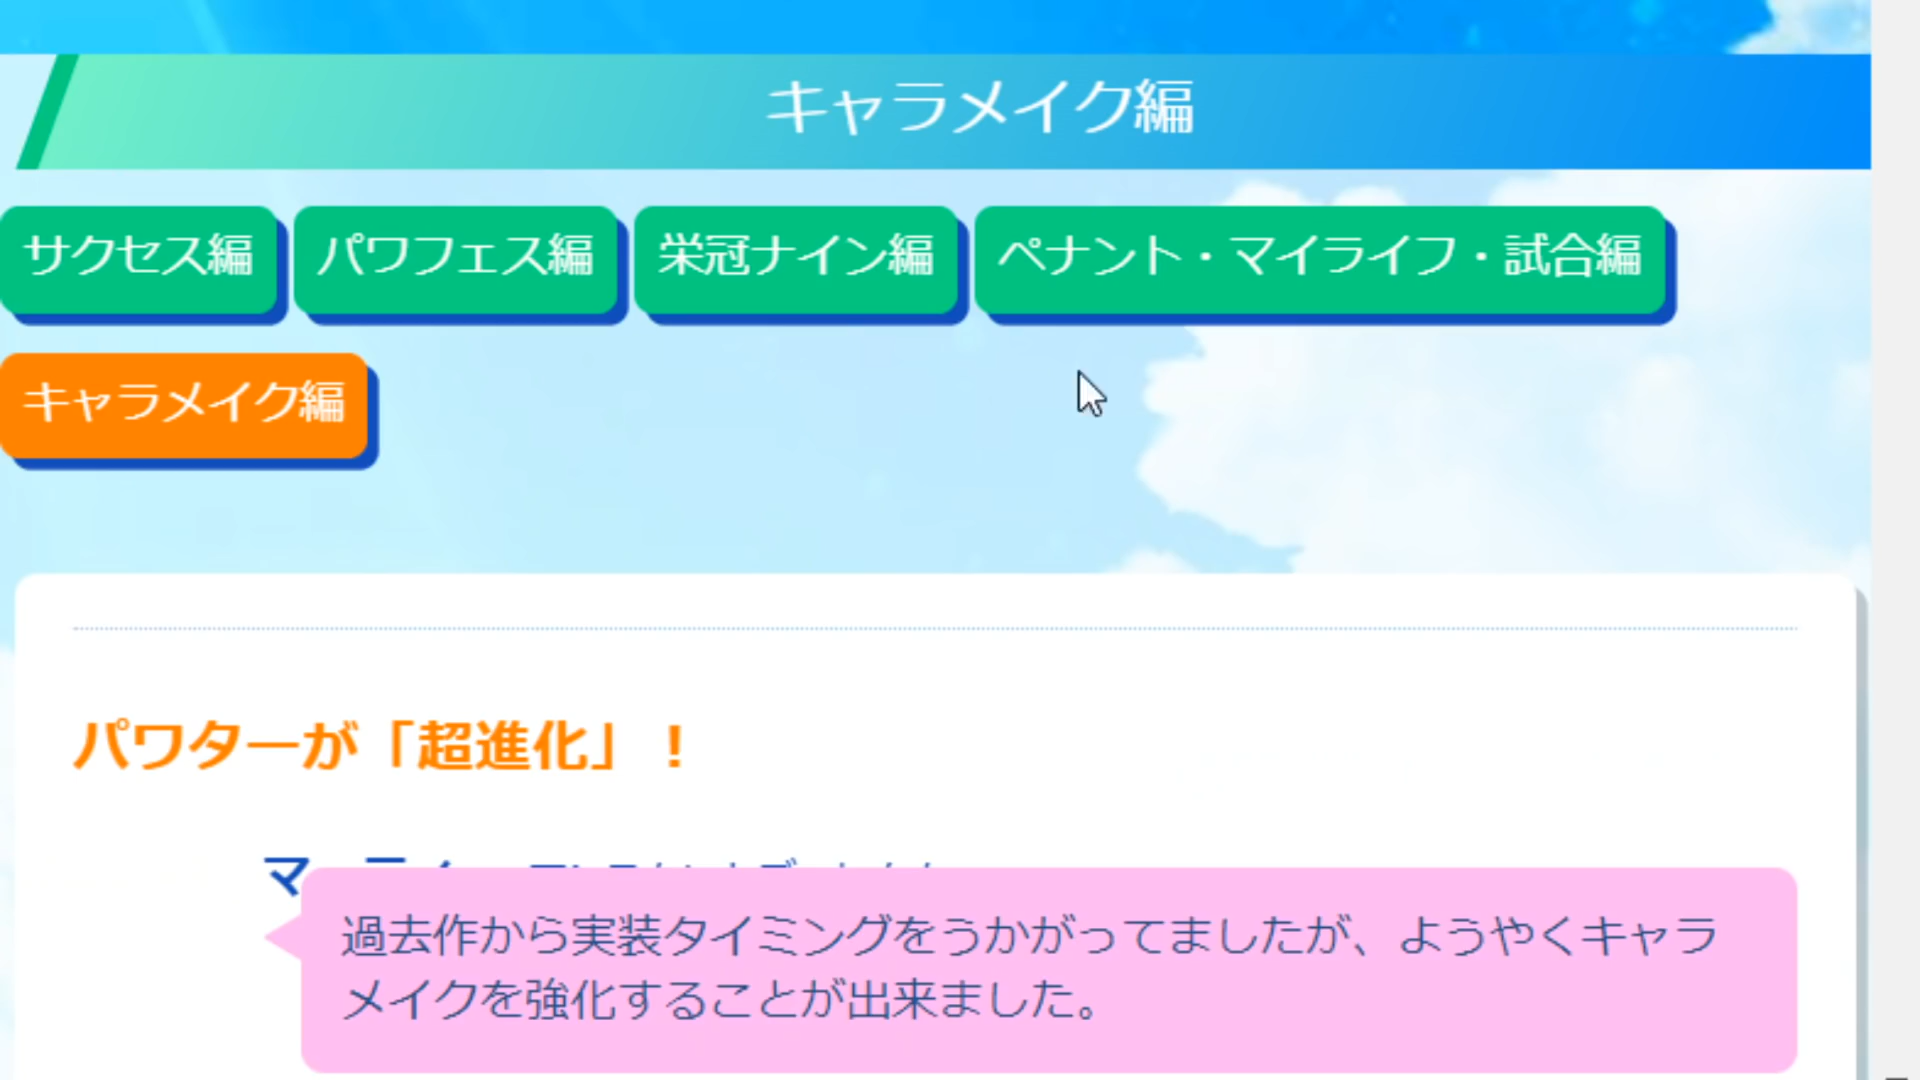 キャラメイク編
サクセス編
パワフェス編
栄冠ナイン編
ペナント・マイライフ・試合編
キャラメイク編
パワターが「超進化」！
過去作から実装タイミングをうかがってましたが、ようやくキャラ
メイクを強化することが出来ました。